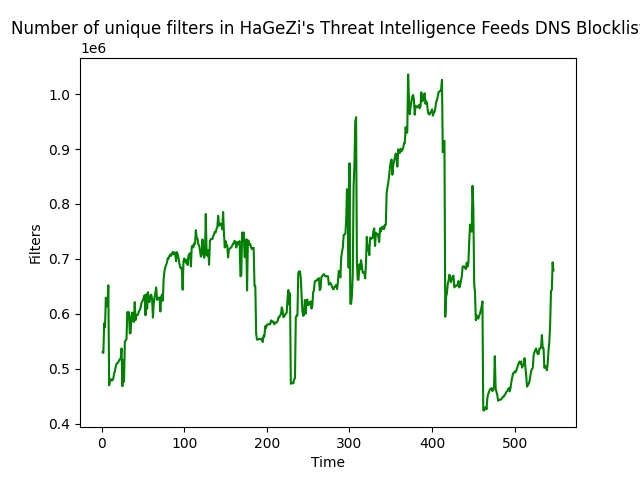 Number of unique filters in HaGeZi's Threat Intelligence Feeds DNS Blocklis
1e6
1.0
0.9
0.8
0.7
0.6
0.5
0.4
Filters
0 100 200 300 400 500
Time